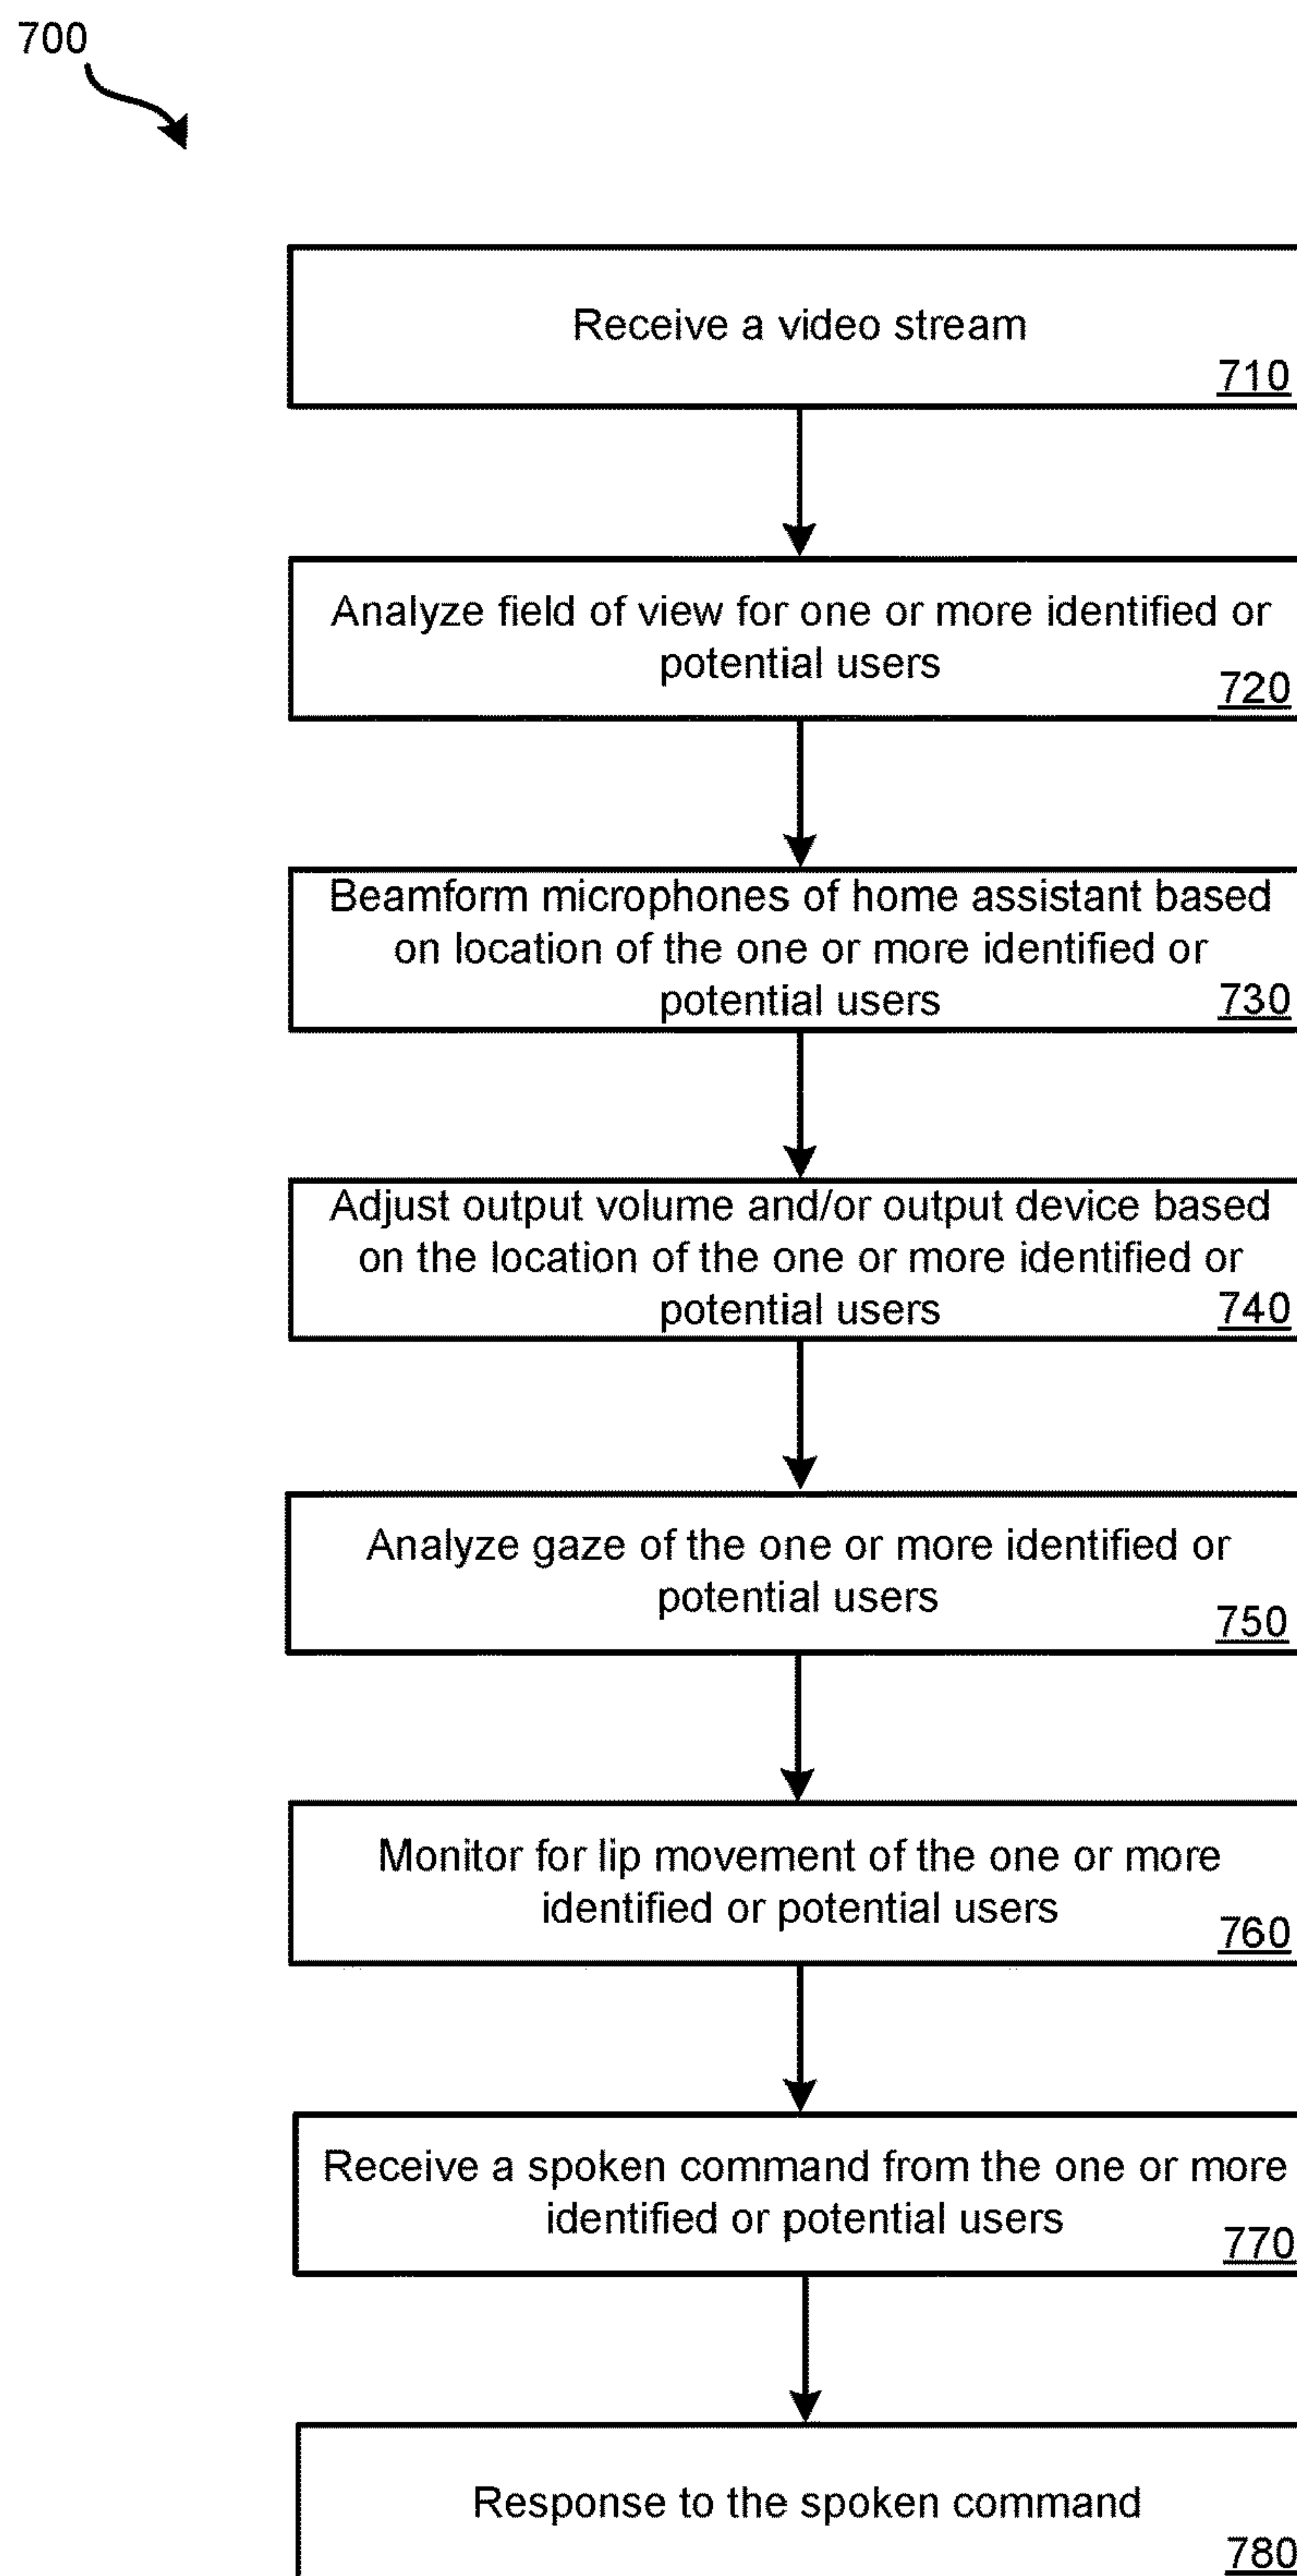 700
Receive a video stream
710
Analyze field of view for one or more identified or
potential users
720
Beamform microphones of home assistant based
on location of the one or more identified or
potential users
730
Adjust output volume and/or output device based
on the location of the one or more identified or
potential users
740
Analyze gaze of the one or more identified or
potential users
750
Monitor for lip movement of the one or more
identified or potential users
760
Receive a spoken command from the one or more
identified or potential users
770
Response to the spoken command
780